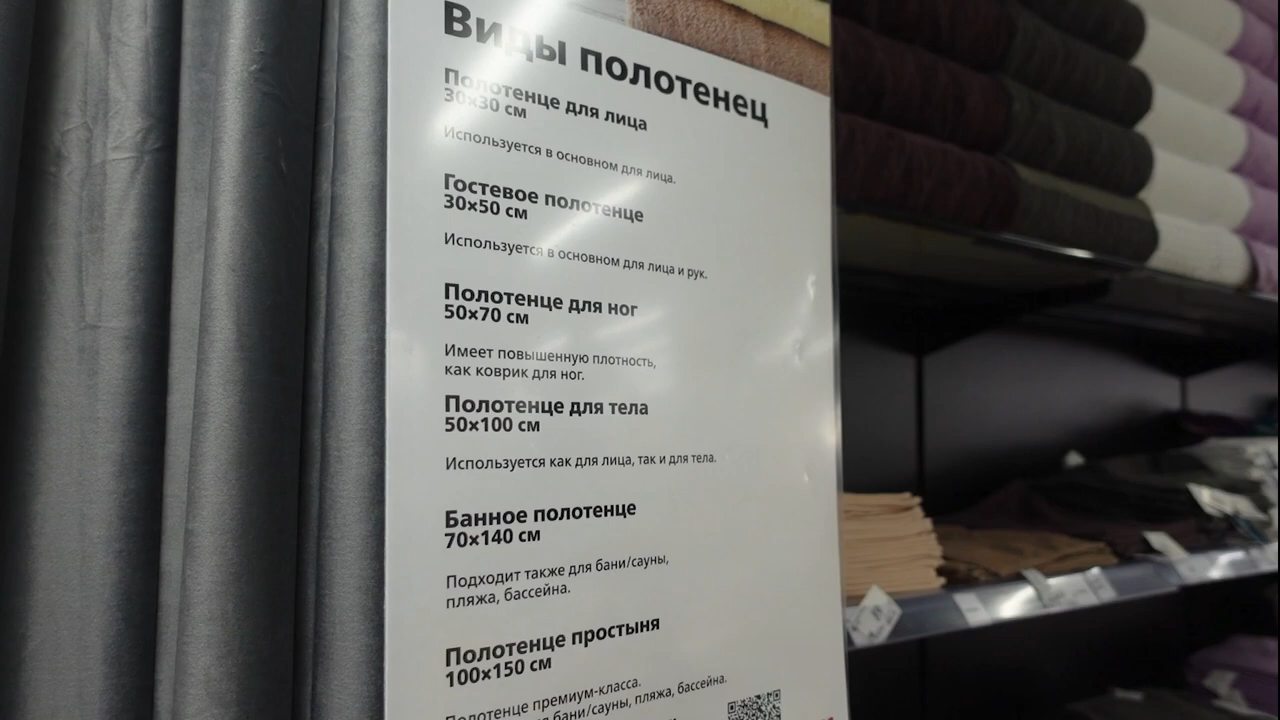 Виды полотенец
Полотенце для лица
30×30 см
Используется в основном для лица.
Гостевое полотенце
30×50 см
Используется в основном для лица и рук.
Полотенце для ног
50×70 см
Имеет повышенную плотность,
как коврик для ног.
Полотенце для тела
50×100 см
Используется как для лица, так и для тела.
Банное полотенце
70×140 см
Подходит также для бани/сауны,
пляжа, бассейна.
Полотенце простыня
100×150 см
Полотенце премиум-класса.
бани/сауны, пляжа, бассейна.